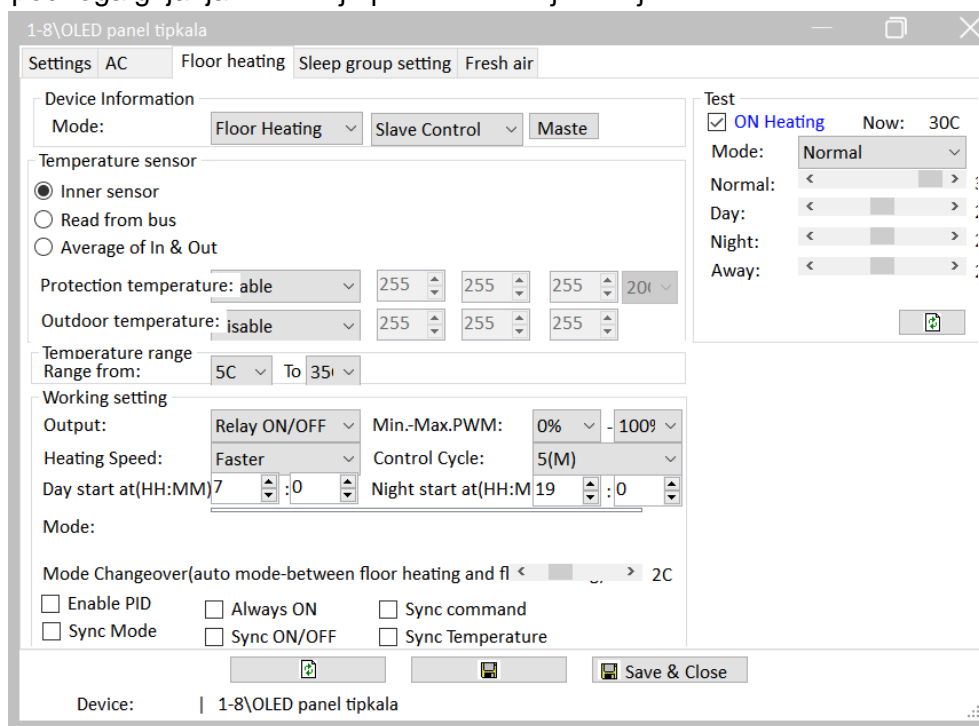 1-8\OLED panel tipkala
Settings AC Floor heating Sleep group setting Fresh air
Device Information
Mode: Floor Heating Slave Control Maste
Temperature sensor
Inner sensor
Read from bus
Average of In & Out
Protection temperature: able 255 255 255 20(
Outdoor temperature: isable 255 255 255
Temperature range
Range from: 5C To 35(
Working setting
Output: Relay ON/OFF Min.-Max.PWM: 0% - 100%
Heating Speed: Faster Control Cycle: 5(M)
Day start at(HH:MM) 7 :0 Night start at(HH:M 19 : 0
Mode:
Mode Changeover(auto mode-between floor heating and fl 2C
Enable PID Always ON Sync command
Sync Mode Sync ON/OFF Sync Temperature
Save & Close
Device: | 1-8\OLED panel tipkala
Test
ON Heating Now: 30C
Mode: Normal
Normal:
Day:
Night:
Away: